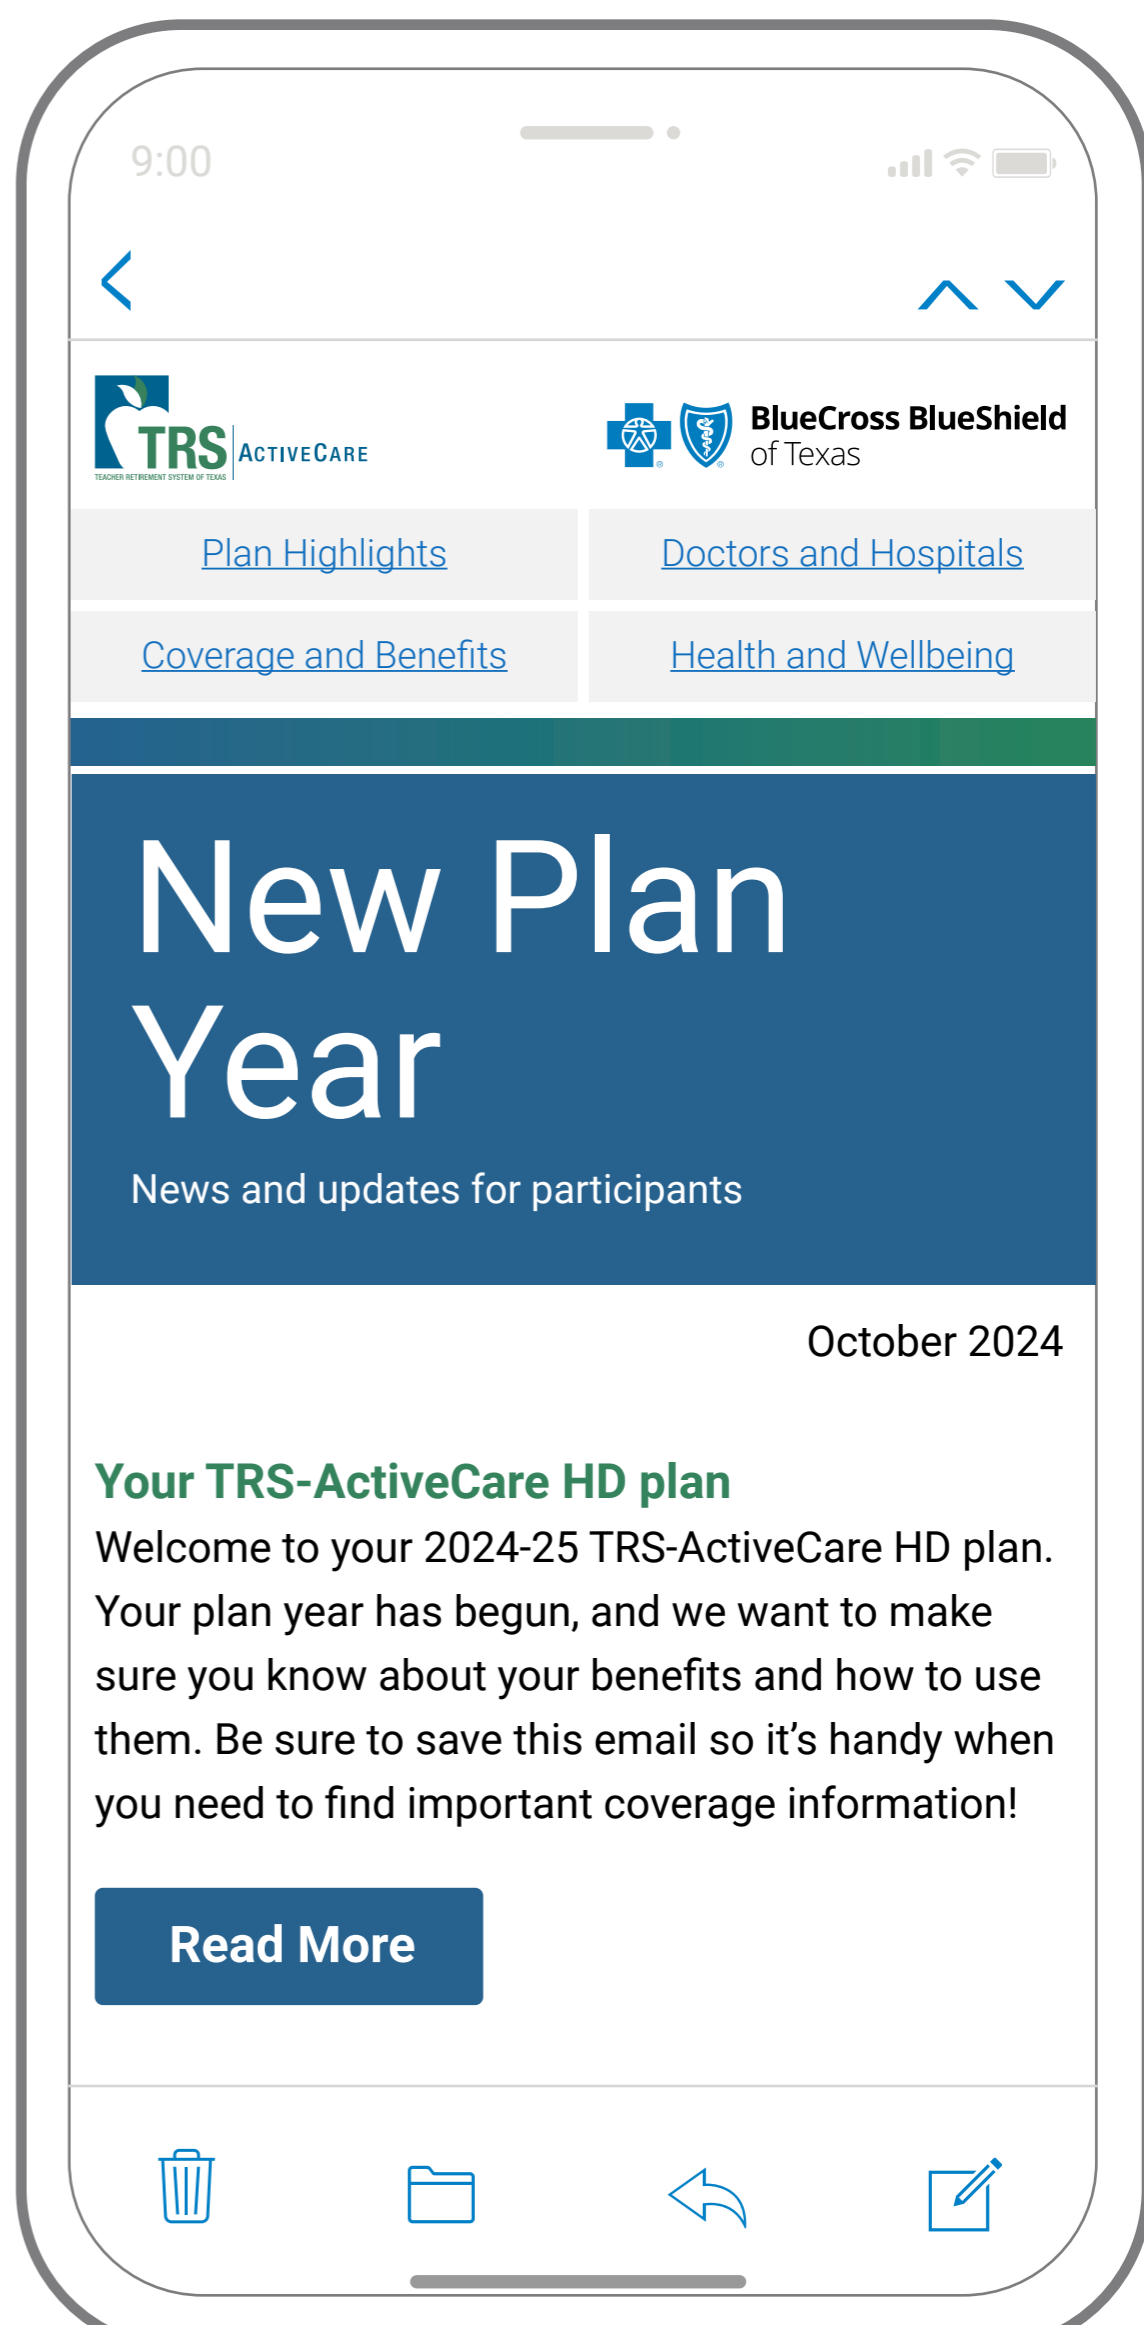 9:00
TRS ACTIVECARE
TEACHER RETIREMENT SYSTEM OF TEXAS
BlueCross BlueShield
of Texas
Plan Highlights
Doctors and Hospitals
Coverage and Benefits
Health and Wellbeing
New Plan
Year
News and updates for participants
October 2024
Your TRS-ActiveCare HD plan
Welcome to your 2024-25 TRS-ActiveCare HD plan.
Your plan year has begun, and we want to make
sure you know about your benefits and how to use
them. Be sure to save this email so it’s handy when
you need to find important coverage information!
Read More